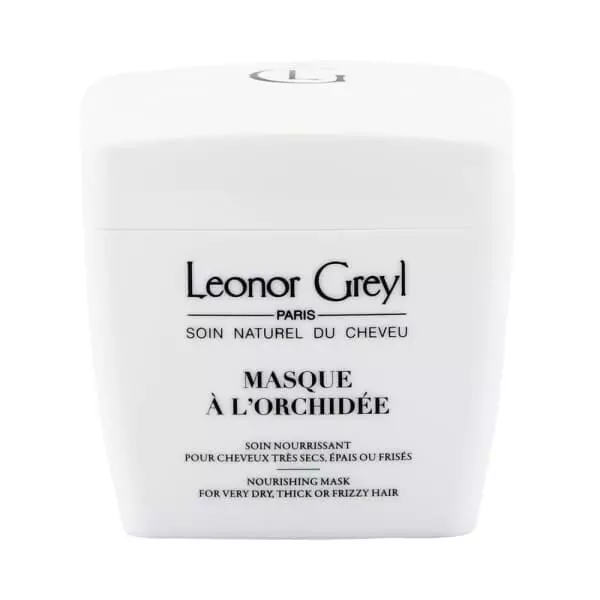 LG
Leonor Greyl
PARIS
SOIN NATUREL DU CHEVEU
MASQUE
À L'ORCHIDÉE
SOIN NOURRISSANT
POUR CHEVEUX TRÈS SECS, ÉPAIS OU FRISÉS
NOURISHING MASK
FOR VERY DRY, THICK OR FRIZZY HAIR